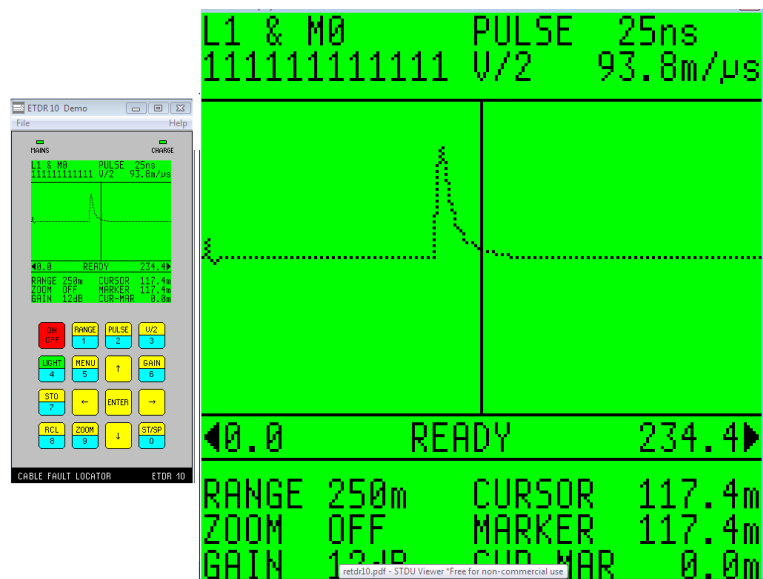 ETDR 10 Demo
File Help
MAINS CHARGE
L1 & M0 PULSE 25ns
111111111111 V/2 93.8m/µs
0.0 READY 234.4
RANGE 250m CURSOR 117.4m
ZOOM OFF MARKER 117.4m
GAIN 12dB CUR-MAR 0.0m
ON OFF
RANGE 1
PULSE 2
V/2 3
LIGHT 4
MENU 5
↑
GAIN 6
STO 7
←
ENTER
→
RCL 8
ZOOM 9
↓
ST/SP 0
CABLE FAULT LOCATOR ETDR 10
L1 & M0 PULSE 25ns
111111111111 V/2 93.8m/µs
0.0 READY 234.4
RANGE 250m CURSOR 117.4m
ZOOM OFF MARKER 117.4m
GAIN 12dB CUR-MAR 0.0m
retdr10.pdf - STDU Viewer "Free for non-commercial use